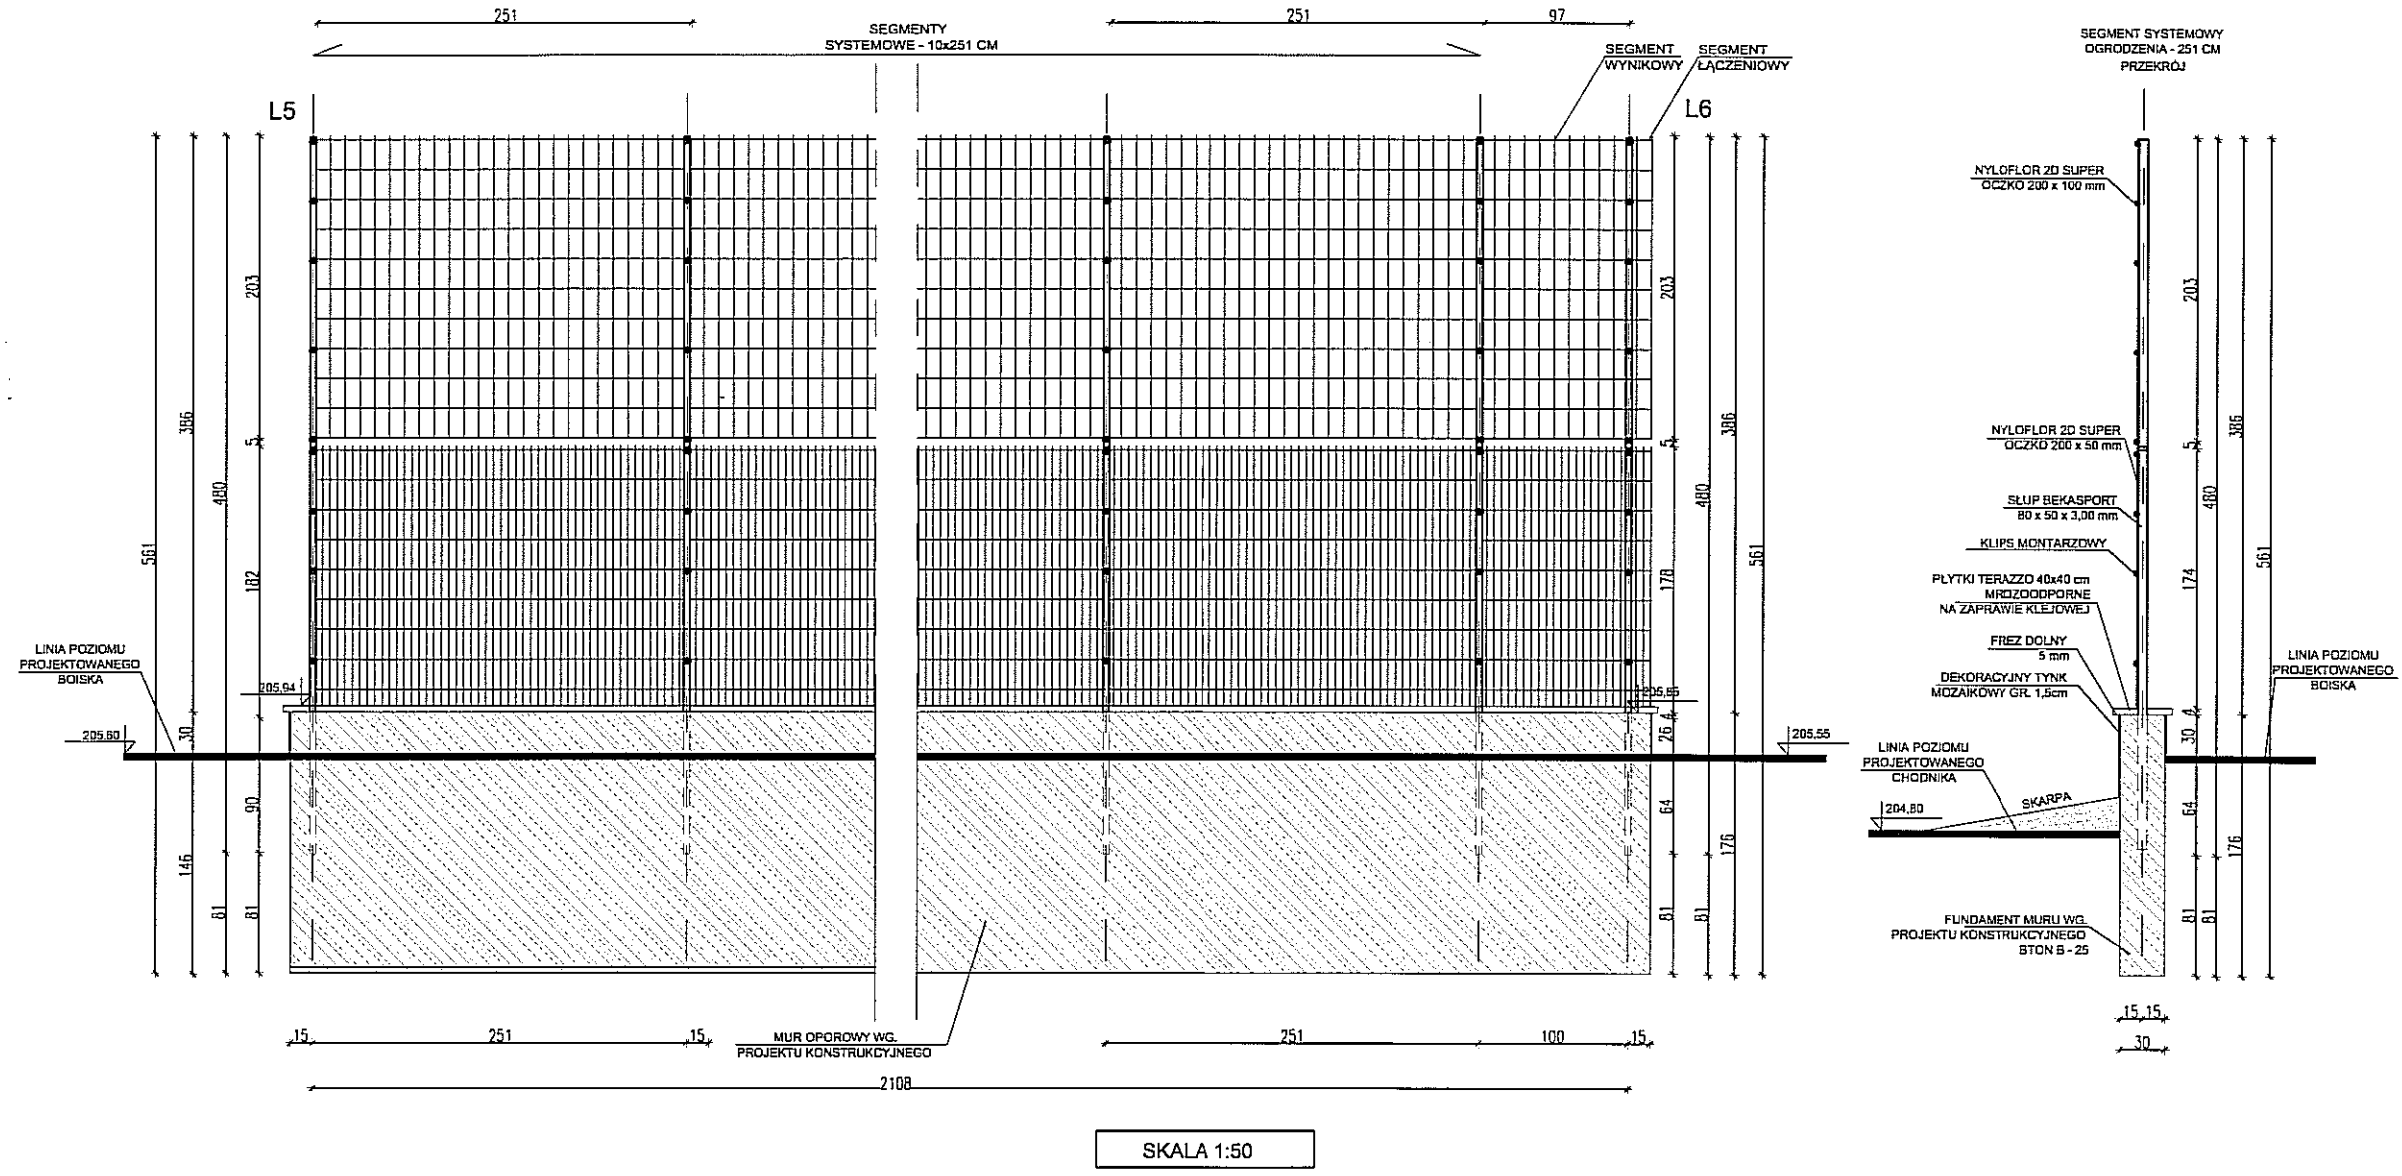 251
251
97
SEGMENTY
SYSTEMOWE - 10x251 CM
SEGMENT
WYNIKOWY
SEGMENT
ŁĄCZENIOWY
SEGMENT SYSTEMOWY
OGRODZENIA - 251 CM
PRZEKRÓJ
L5
L6
561
386
480
203
5
182
30
90
146
81
81
LINIA POZIOMU
PROJEKTOWANEGO
BOISKA
205,60
205,94
205,85
205,55
203
5
178
26 4
64
81
480
81
386
176
561
15
251
15
MUR OPOROWY WG.
PROJEKTU KONSTRUKCYJNEGO
251
100
15
2108
NYLOFLOR 2D SUPER
OCZKO 200 x 100 mm
NYLOFLOR 2D SUPER
OCZKO 200 x 50 mm
SŁUP BEKASPORT
80 x 50 x 3,00 mm
KLIPS MONTARZOWY
PŁYTKI TERAZZO 40x40 cm
MROZOODPORNE
NA ZAPRAWIE KLEJOWEJ
FREZ DOLNY
5 mm
DEKORACYJNY TYNK
MOZAIKOWY GR. 1,5cm
LINIA POZIOMU
PROJEKTOWANEGO
CHODNIKA
204,80
SKARPA
FUNDAMENT MURU WG.
PROJEKTU KONSTRUKCYJNEGO
BTON B - 25
LINIA POZIOMU
PROJEKTOWANEGO
BOISKA
203
5
174
30 4
64
81
480
81
386
176
561
15 15
30
SKALA 1:50